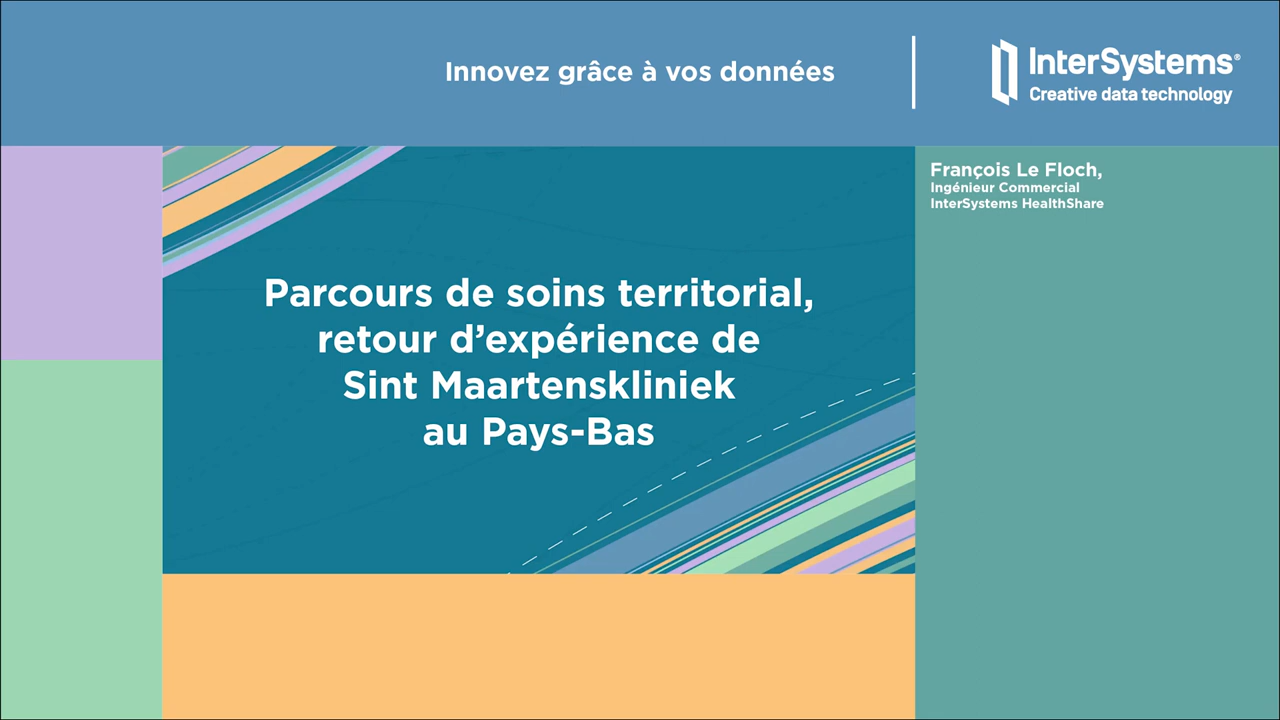 Innovez grâce à vos données
InterSystems®
Creative data technology
François Le Floch,
Ingénieur Commercial
InterSystems HealthShare
Parcours de soins territorial,
retour d’expérience de
Sint Maartenskliniek
au Pays-Bas